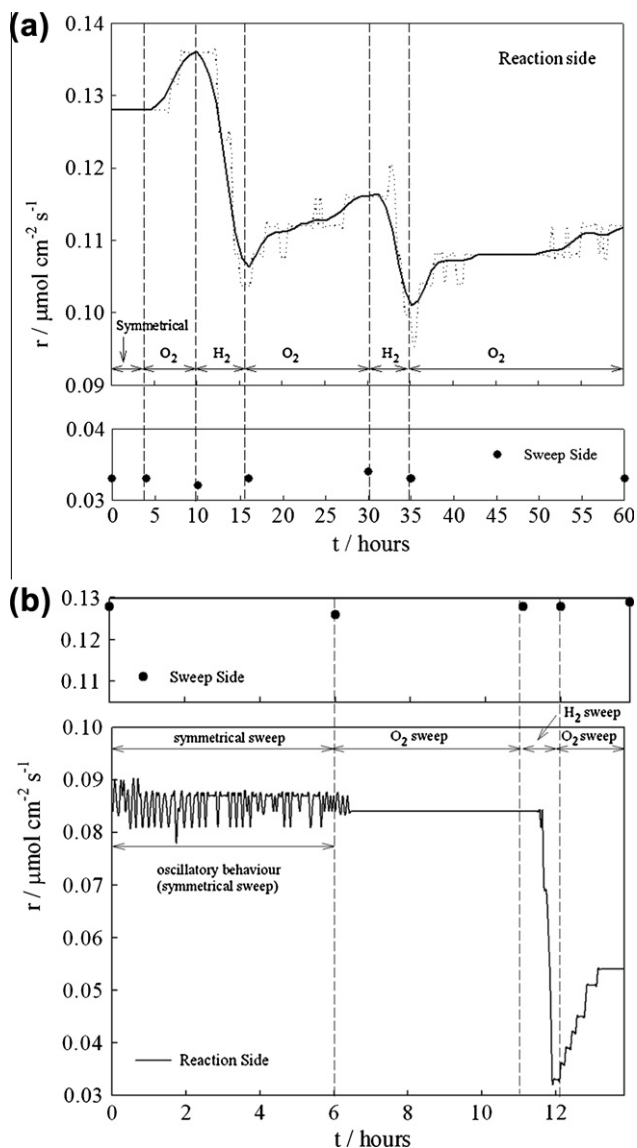 (a)
0.14
Reaction side
0.13
0.12
r / μmol cm⁻² s⁻¹
0.11
0.10
Symmetrical
O₂ H₂ O₂ H₂ O₂
0.09
0.04
Sweep Side
0.03
0 5 10 15 20 25 30 35 40 45 50 55 60
t / hours
(b)
0.13
0.12
Sweep Side
0.11
H₂ sweep
0.10
symmetrical sweep O₂ sweep O₂ sweep
0.09
0.08
oscillatory behaviour
(symmetrical sweep)
0.07
r / μmol cm⁻² s⁻¹
0.06
0.05
0.04
Reaction Side
0.03
0 2 4 6 8 10 12
t / hours